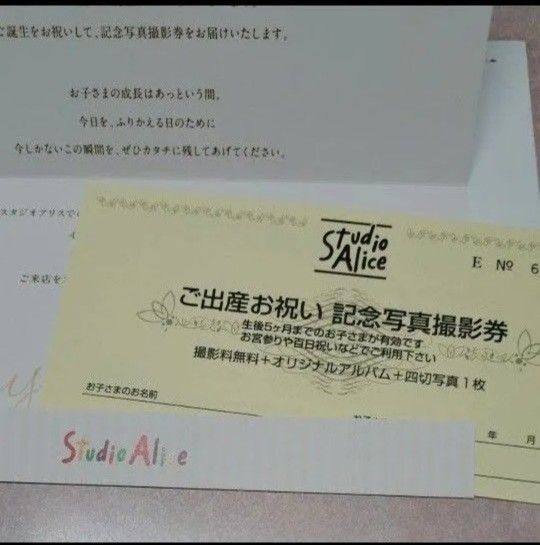 ご誕生をお祝いして、記念写真撮影券をお届けいたします。
お子さまの成長はあっという間。
今日を、ふりかえる日のために
今しかないこの瞬間を、ぜひカタチに残してあげてください。
スタジオアリスでの
ご来店を
Studio
Alice
E № 6
ご出産お祝い 記念写真撮影券
生後5ヶ月までのお子さまが有効です
お宮参りや百日祝いなどでご利用下さい
撮影料無料+オリジナルアルバム+四切写真1枚
お子さまのお名前
お子さ
年 月
Studio Alice